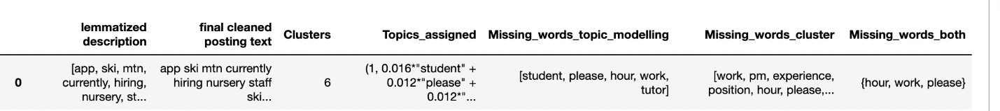 lemmatized description final cleaned posting text Clusters Topics_assigned Missing_words_topic_modelling Missing_words_cluster Missing_words_both
0 [app, ski, mtn, currently, hiring, nursery, st... app ski mtn currently hiring nursery staff ski... 6 (1, 0.016*"student" + 0.012*"please" + 0.012*"... [student, please, hour, work, tutor] [work, pm, experience, position, hour, please,... {hour, work, please}